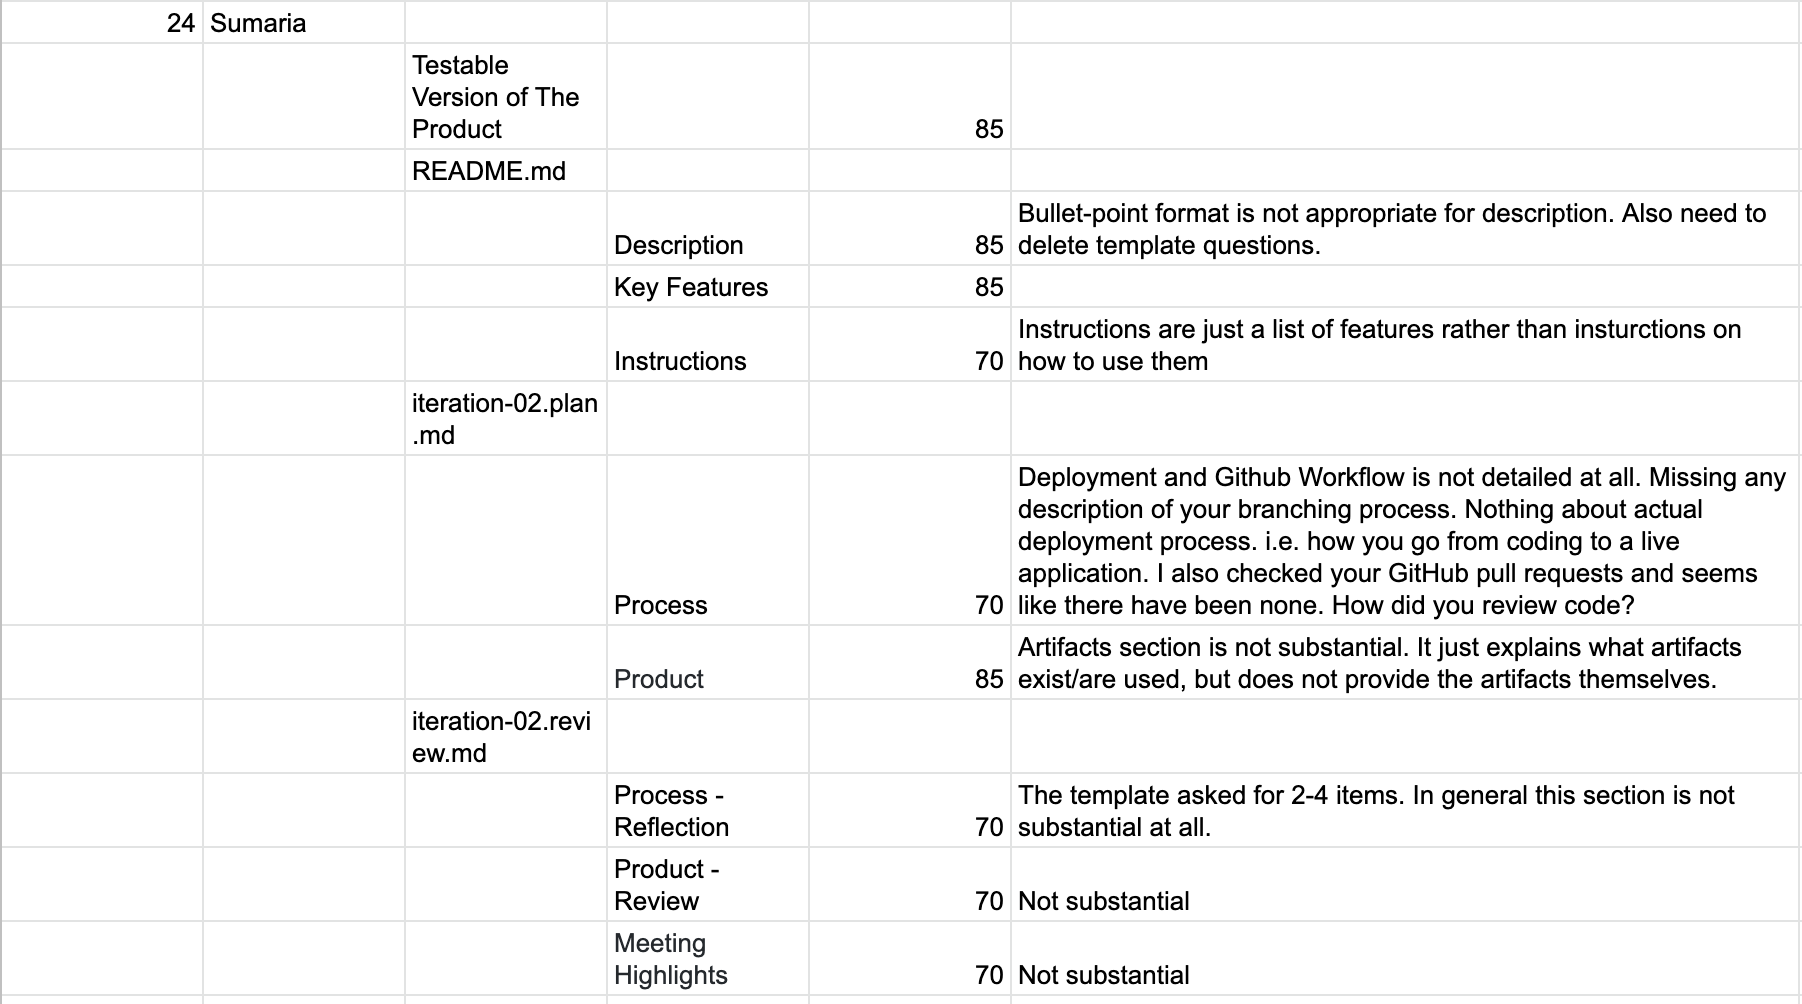 24 Sumaria
Testable
Version of The
Product
85
README.md
Bullet-point format is not appropriate for description. Also need to
Description 85 delete template questions.
Key Features 85
Instructions are just a list of features rather than insturctions on
Instructions 70 how to use them
iteration-02.plan
.md
Deployment and Github Workflow is not detailed at all. Missing any
description of your branching process. Nothing about actual
deployment process. i.e. how you go from coding to a live
application. I also checked your GitHub pull requests and seems
Process 70 like there have been none. How did you review code?
Artifacts section is not substantial. It just explains what artifacts
Product 85 exist/are used, but does not provide the artifacts themselves.
iteration-02.revi
ew.md
Process - The template asked for 2-4 items. In general this section is not
Reflection 70 substantial at all.
Product -
Review 70 Not substantial
Meeting
Highlights 70 Not substantial